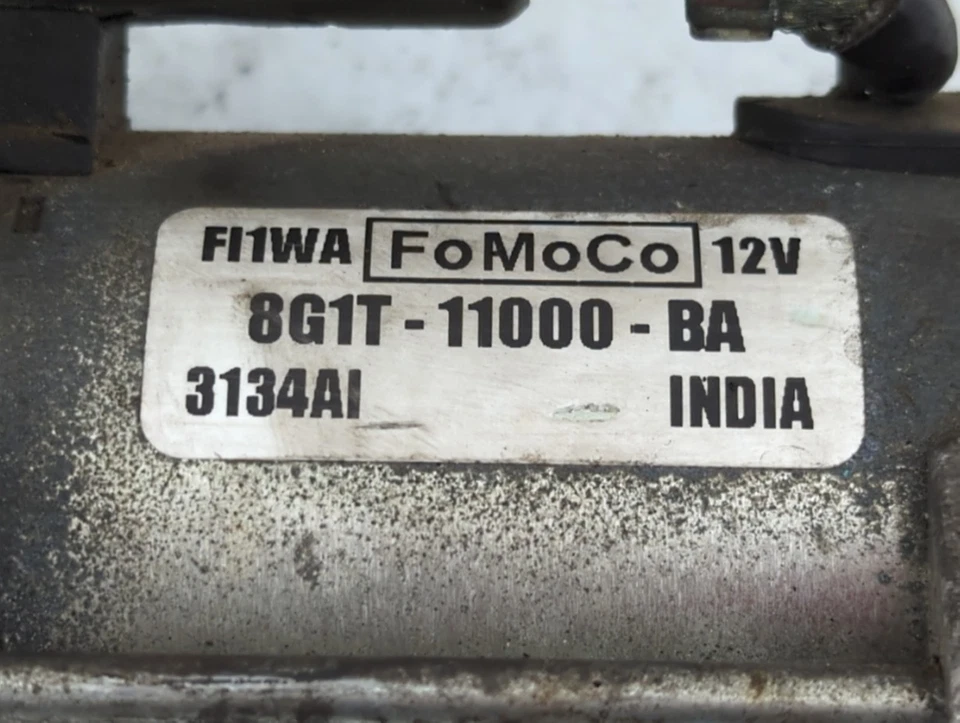 FI1WA FoMoCo 12V
8G1T - 11000 - BA
3134AI INDIA